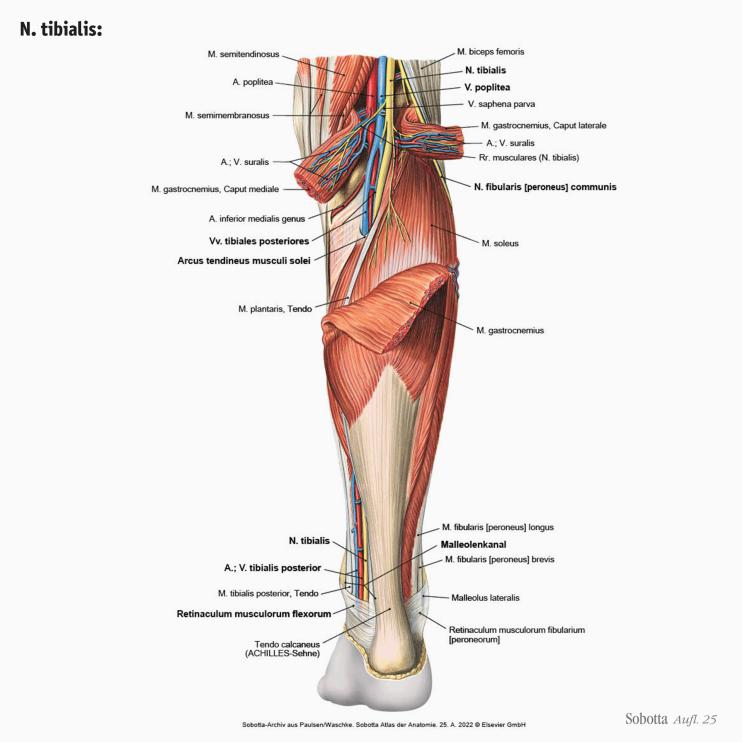 N. tibialis:
M. semitendinosus
A. poplitea
M. semimembranosus
A.; V. suralis
M. gastrocnemius, Caput mediale
A. inferior medialis genus
Vv. tibiales posteriores
Arcus tendineus musculi solei
M. plantaris, Tendo
M. biceps femoris
N. tibialis
V. poplitea
V. saphena parva
M. gastrocnemius, Caput laterale
A.; V. suralis
Rr. musculares (N. tibialis)
N. fibularis [peroneus] communis
M. soleus
M. gastrocnemius
N. tibialis
A.; V. tibialis posterior
M. tibialis posterior, Tendo
Retinaculum musculorum flexorum
Tendo calcaneus
(ACHILLES-Sehne)
M. fibularis [peroneus] longus
Malleolenkanal
M. fibularis [peroneus] brevis
Malleolus lateralis
Retinaculum musculorum fibularium
[peroneorum]
Sobotta-Archiv aus Paulsen/Waschke. Sobotta Atlas der Anatomie. 25. A. 2022 © Elsevier GmbH
Sobotta Aufl. 25